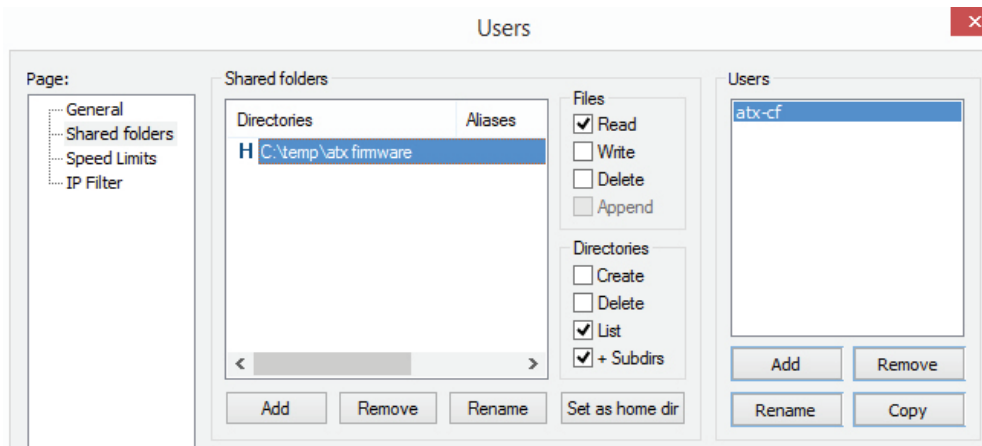 Users
Page:
General
Shared folders
Speed Limits
IP Filter
Shared folders
Directories Aliases
H C:\temp\atx firmware
Files
Read
Write
Delete
Append
Directories
Create
Delete
List
+ Subdirs
Add Remove Rename Set as home dir
Users
atx-cf
Add Remove
Rename Copy